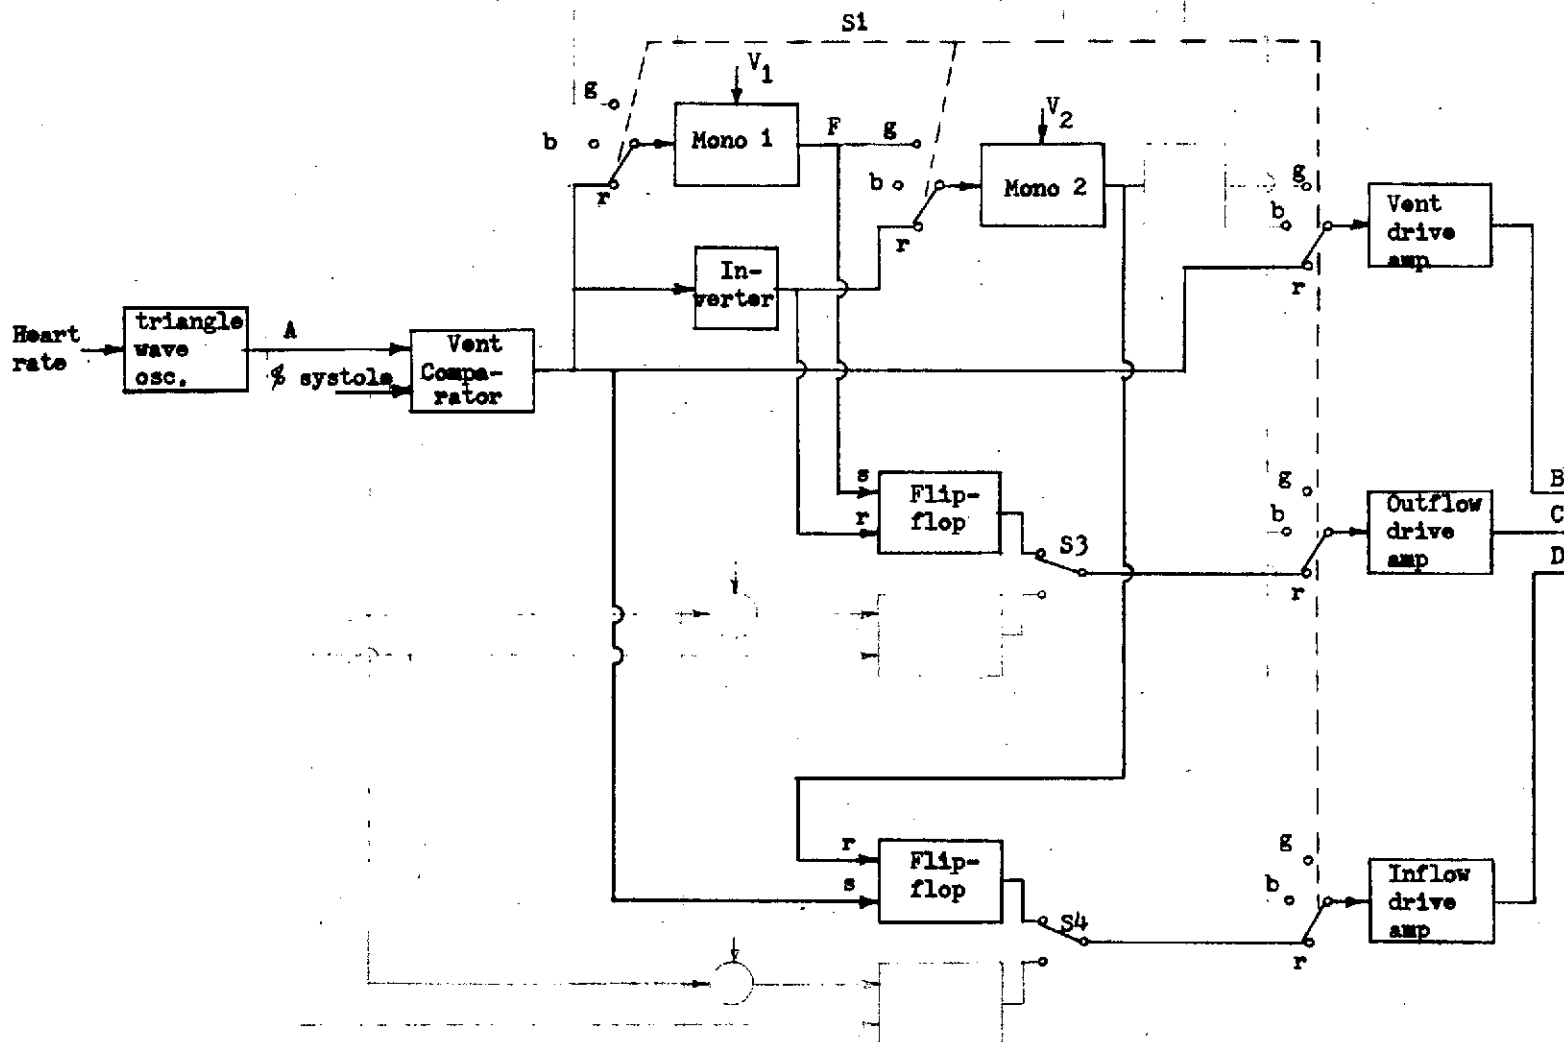 S1
V1
g
b
r
Mono 1
F
g
b
r
V2
Mono 2
g
b
r
Vent
drive
amp
In-
verter
Heart
rate
triangle
wave
osc.
A
% systole
Vent
Compa-
rator
s
r
Flip-
flop
S3
g
b
r
Outflow
drive
amp
B
C
D
r
s
Flip-
flop
S4
g
b
r
Inflow
drive
amp